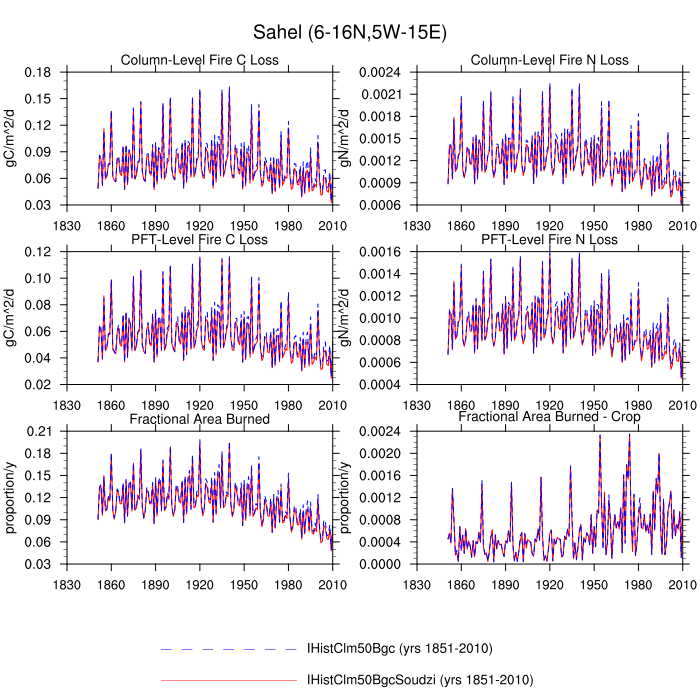 Sahel (6-16N,5W-15E)
Column-Level Fire C Loss
gC/m^2/d
0.18
0.15
0.12
0.09
0.06
0.03
1830 1860 1890 1920 1950 1980 2010
Column-Level Fire N Loss
gN/m^2/d
0.0024
0.0021
0.0018
0.0015
0.0012
0.0009
0.0006
1830 1860 1890 1920 1950 1980 2010
PFT-Level Fire C Loss
gC/m^2/d
0.12
0.10
0.08
0.06
0.04
0.02
1830 1860 1890 1920 1950 1980 2010
PFT-Level Fire N Loss
gN/m^2/d
0.0016
0.0014
0.0012
0.0010
0.0008
0.0006
0.0004
1830 1860 1890 1920 1950 1980 2010
Fractional Area Burned
proportion/y
0.21
0.18
0.15
0.12
0.09
0.06
0.03
1830 1860 1890 1920 1950 1980 2010
Fractional Area Burned - Crop
proportion/y
0.0024
0.0018
0.0012
0.0006
0.0000
1830 1860 1890 1920 1950 1980 2010
IHistClm50Bgc (yrs 1851-2010)
IHistClm50BgcSoudzi (yrs 1851-2010)